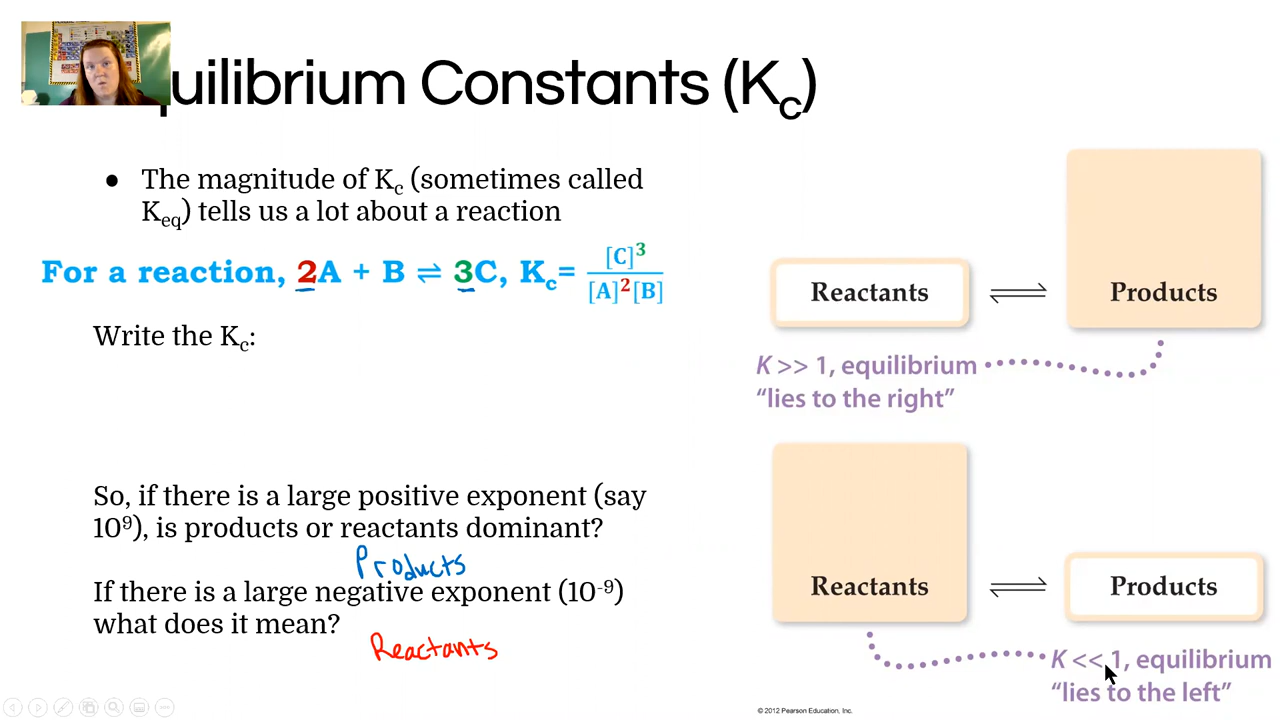 quilibrium Constants (Kc)
● The magnitude of Kc (sometimes called
Keq) tells us a lot about a reaction
For a reaction, 2A + B ⇌ 3C, Kc= [C]³/[A]²[B]
Write the Kc:
So, if there is a large positive exponent (say
10⁹), is products or reactants dominant?
Products
If there is a large negative exponent (10⁻⁹)
what does it mean?
Reactants
Reactants ⇌ Products
K >> 1, equilibrium
“lies to the right”
Reactants ⇌ Products
K << 1, equilibrium
“lies to the left”
© 2012 Pearson Education, Inc.